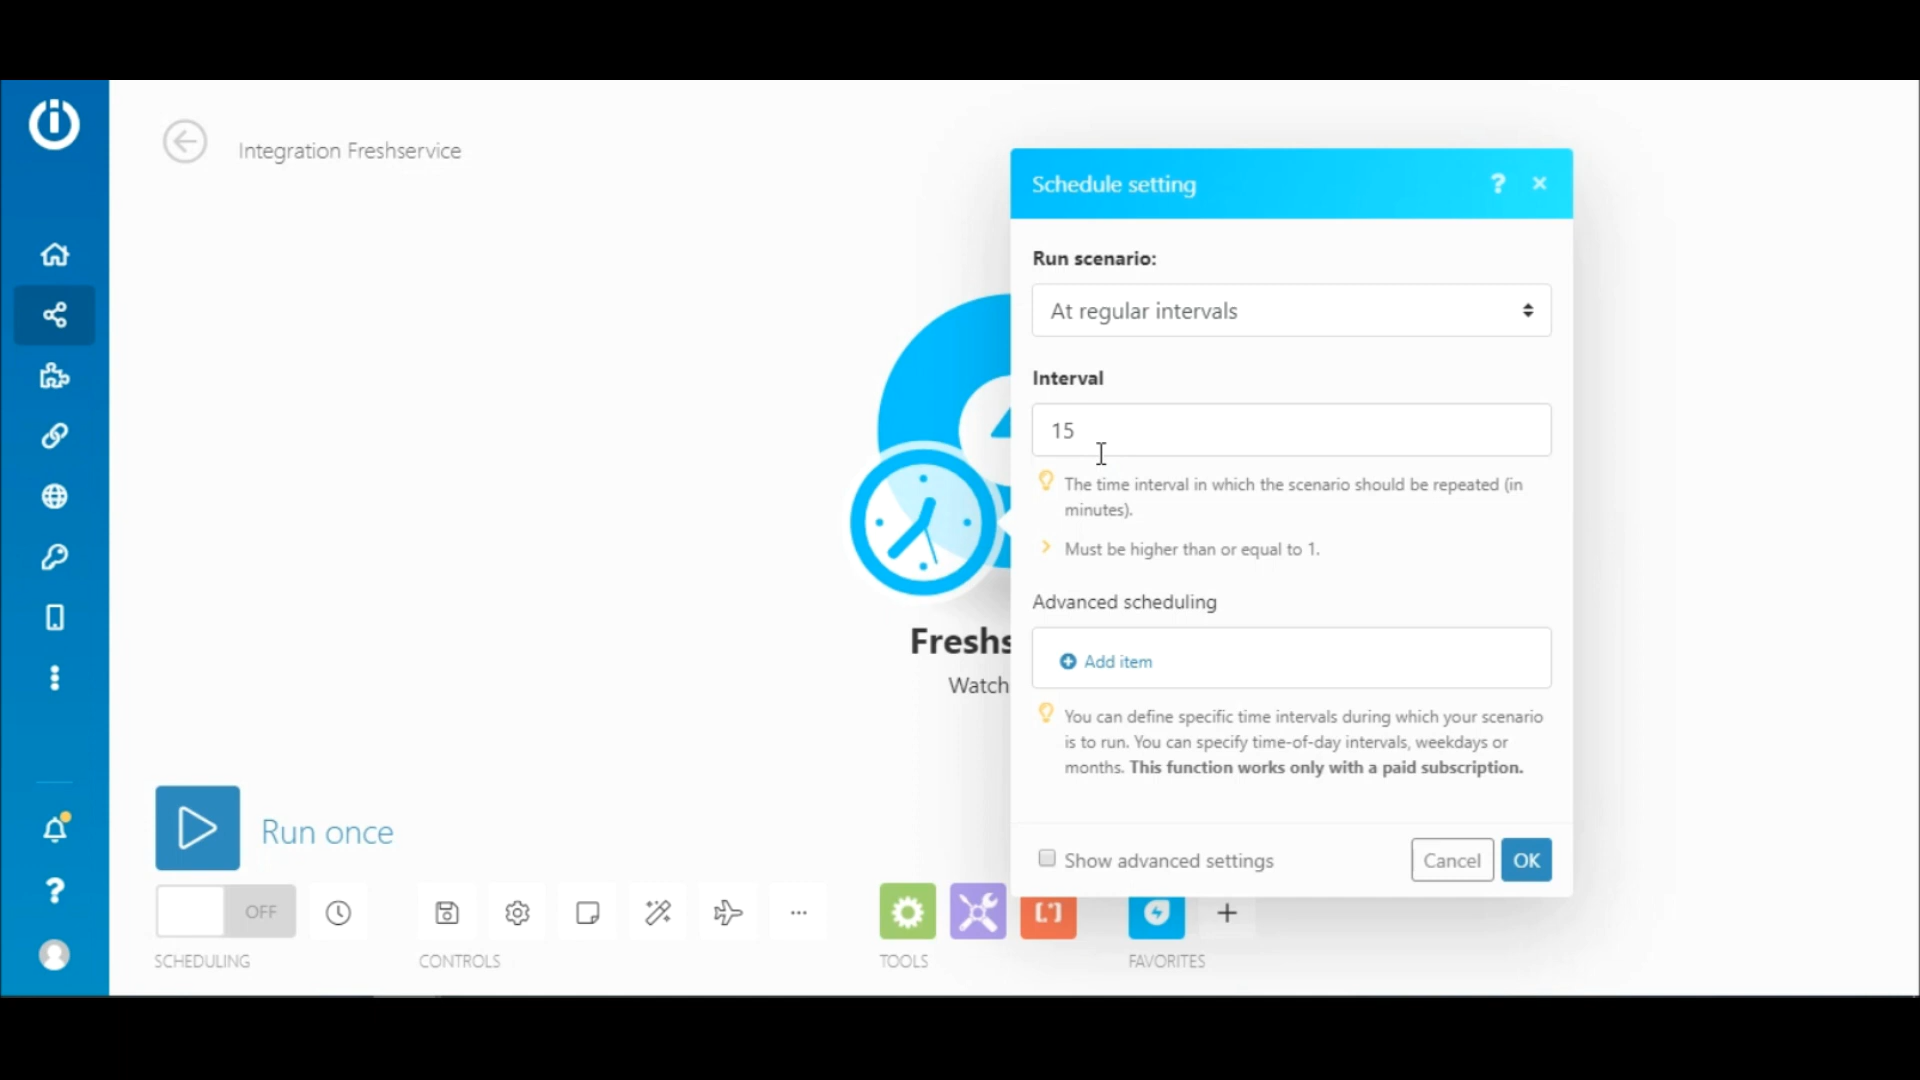 Integration Freshservice
Schedule setting
?
×
Run scenario:
At regular intervals
Interval
15
The time interval in which the scenario should be repeated (in
minutes).
Must be higher than or equal to 1.
Advanced scheduling
Add item
You can define specific time intervals during which your scenario
is to run. You can specify time-of-day intervals, weekdays or
months. This function works only with a paid subscription.
Show advanced settings
Cancel
OK
Freshs
Watch
Run once
OFF
SCHEDULING
CONTROLS
TOOLS
FAVORITES